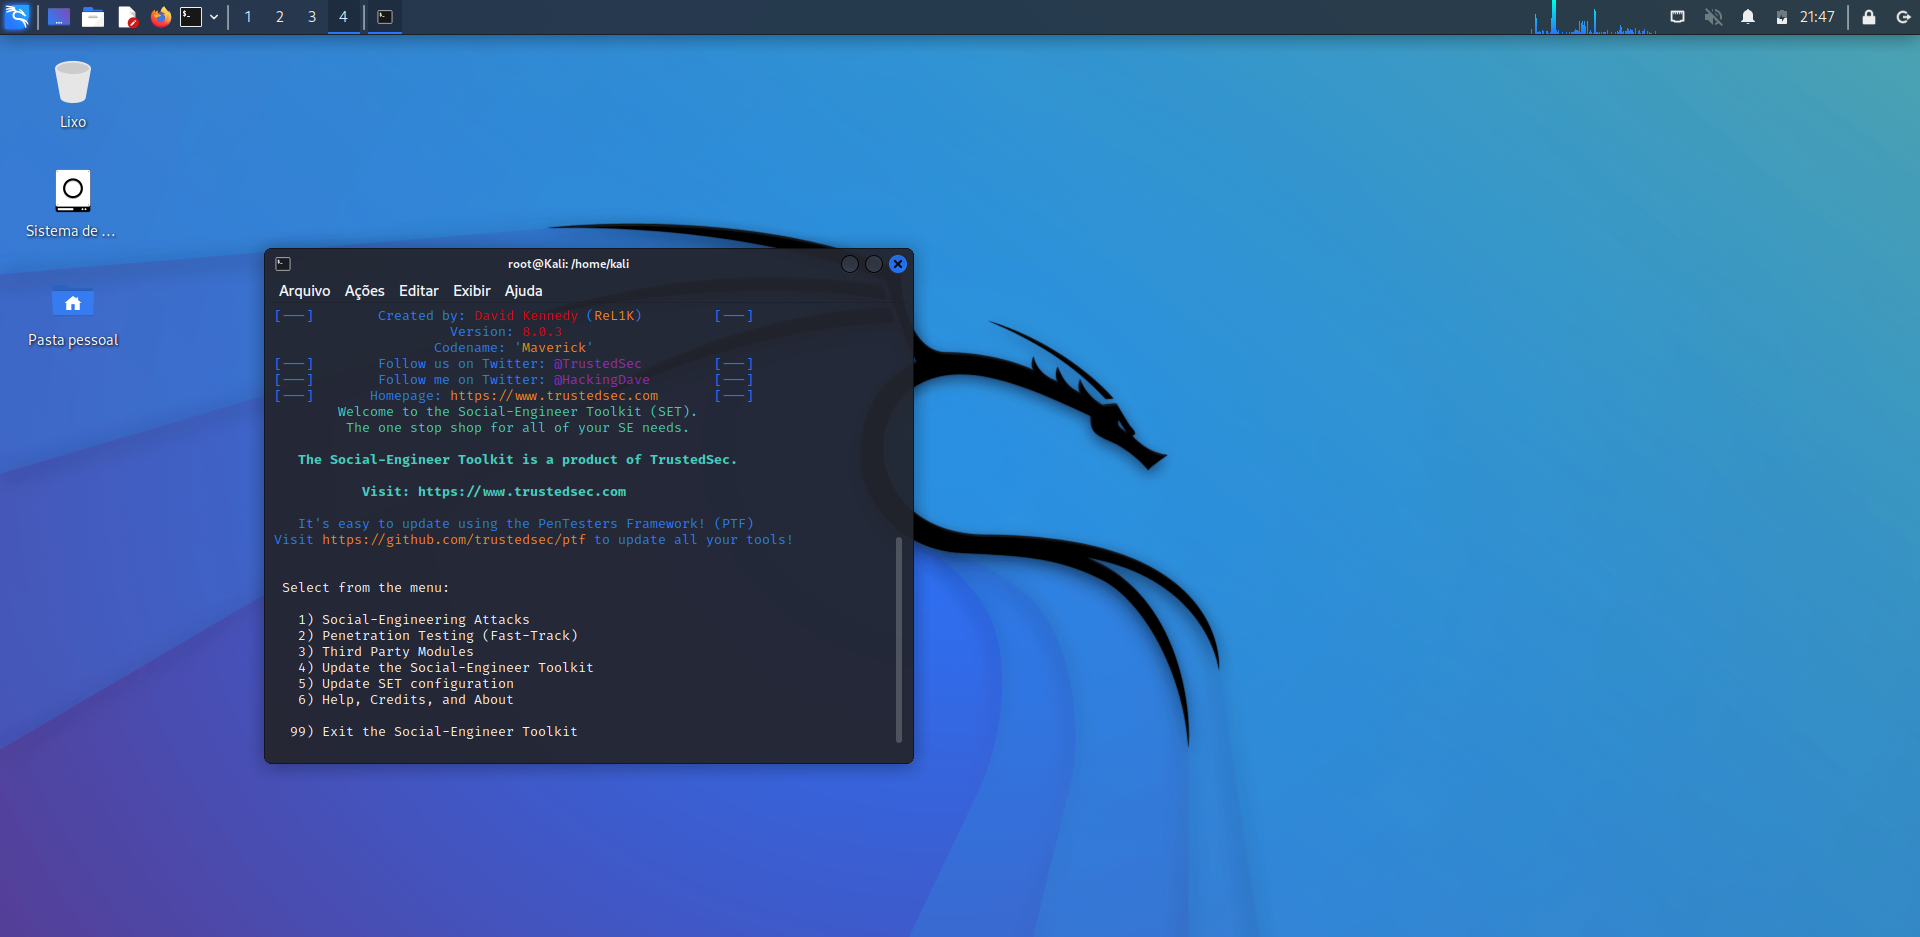 1 2 3 4
21:47
Lixo
Sistema de ...
Pasta pessoal
root@Kali: /home/kali
Arquivo Ações Editar Exibir Ajuda
[---] Created by: David Kennedy (ReL1K) [---]
Version: 8.0.3
Codename: 'Maverick'
[---] Follow us on Twitter: @TrustedSec [---]
[---] Follow me on Twitter: @HackingDave [---]
[---] Homepage: https://www.trustedsec.com [---]
Welcome to the Social-Engineer Toolkit (SET).
The one stop shop for all of your SE needs.
The Social-Engineer Toolkit is a product of TrustedSec.
Visit: https://www.trustedsec.com
It's easy to update using the PenTesters Framework! (PTF)
Visit https://github.com/trustedsec/ptf to update all your tools!
Select from the menu:
1) Social-Engineering Attacks
2) Penetration Testing (Fast-Track)
3) Third Party Modules
4) Update the Social-Engineer Toolkit
5) Update SET configuration
6) Help, Credits, and About
99) Exit the Social-Engineer Toolkit